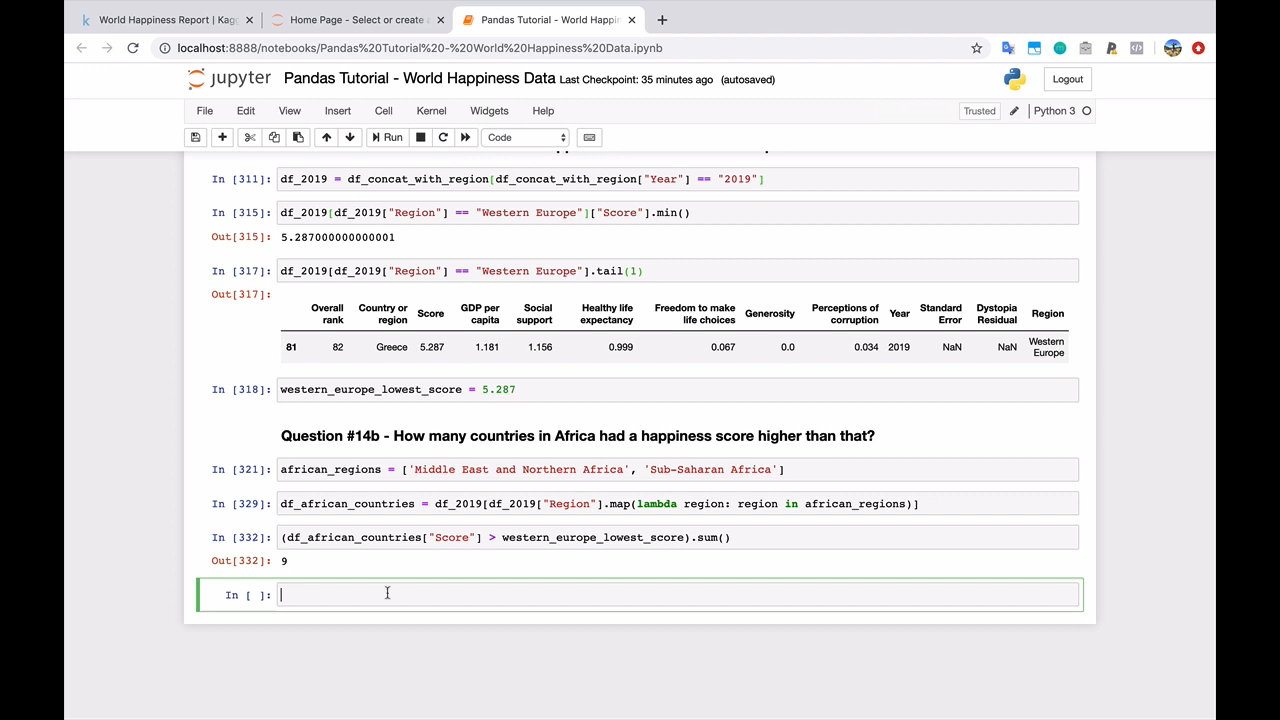 World Happiness Report | Kag
Home Page - Select or create a
Pandas Tutorial - World Happin
localhost:8888/notebooks/Pandas%20Tutorial%20-%20World%20Happiness%20Data.ipynb
jupyter Pandas Tutorial - World Happiness Data Last Checkpoint: 35 minutes ago (autosaved)
Logout
File Edit View Insert Cell Kernel Widgets Help
Trusted Python 3
Run Code
In [311]: df_2019 = df_concat_with_region[df_concat_with_region["Year"] == "2019"]
In [315]: df_2019[df_2019["Region"] == "Western Europe"]["Score"].min()
Out[315]: 5.287000000000001
In [317]: df_2019[df_2019["Region"] == "Western Europe"].tail(1)
Out[317]:
Overall rank Country or region Score GDP per capita Social support Healthy life expectancy Freedom to make life choices Generosity Perceptions of corruption Year Standard Error Dystopia Residual Region
81 82 Greece 5.287 1.181 1.156 0.999 0.067 0.0 0.034 2019 NaN NaN Western Europe
In [318]: western_europe_lowest_score = 5.287
Question #14b - How many countries in Africa had a happiness score higher than that?
In [321]: african_regions = ['Middle East and Northern Africa', 'Sub-Saharan Africa']
In [329]: df_african_countries = df_2019[df_2019["Region"].map(lambda region: region in african_regions)]
In [332]: (df_african_countries["Score"] > western_europe_lowest_score).sum()
Out[332]: 9
In [ ]: